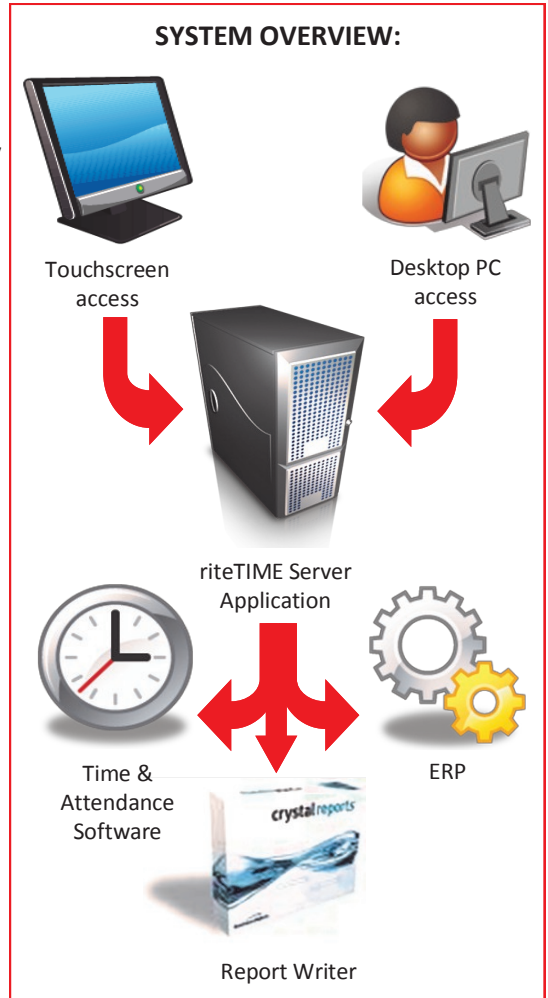 SYSTEM OVERVIEW:
Touchscreen
access
Desktop PC
access
riteTIME Server
Application
Time &
Attendance
Software
ERP
crystal reports
Report Writer